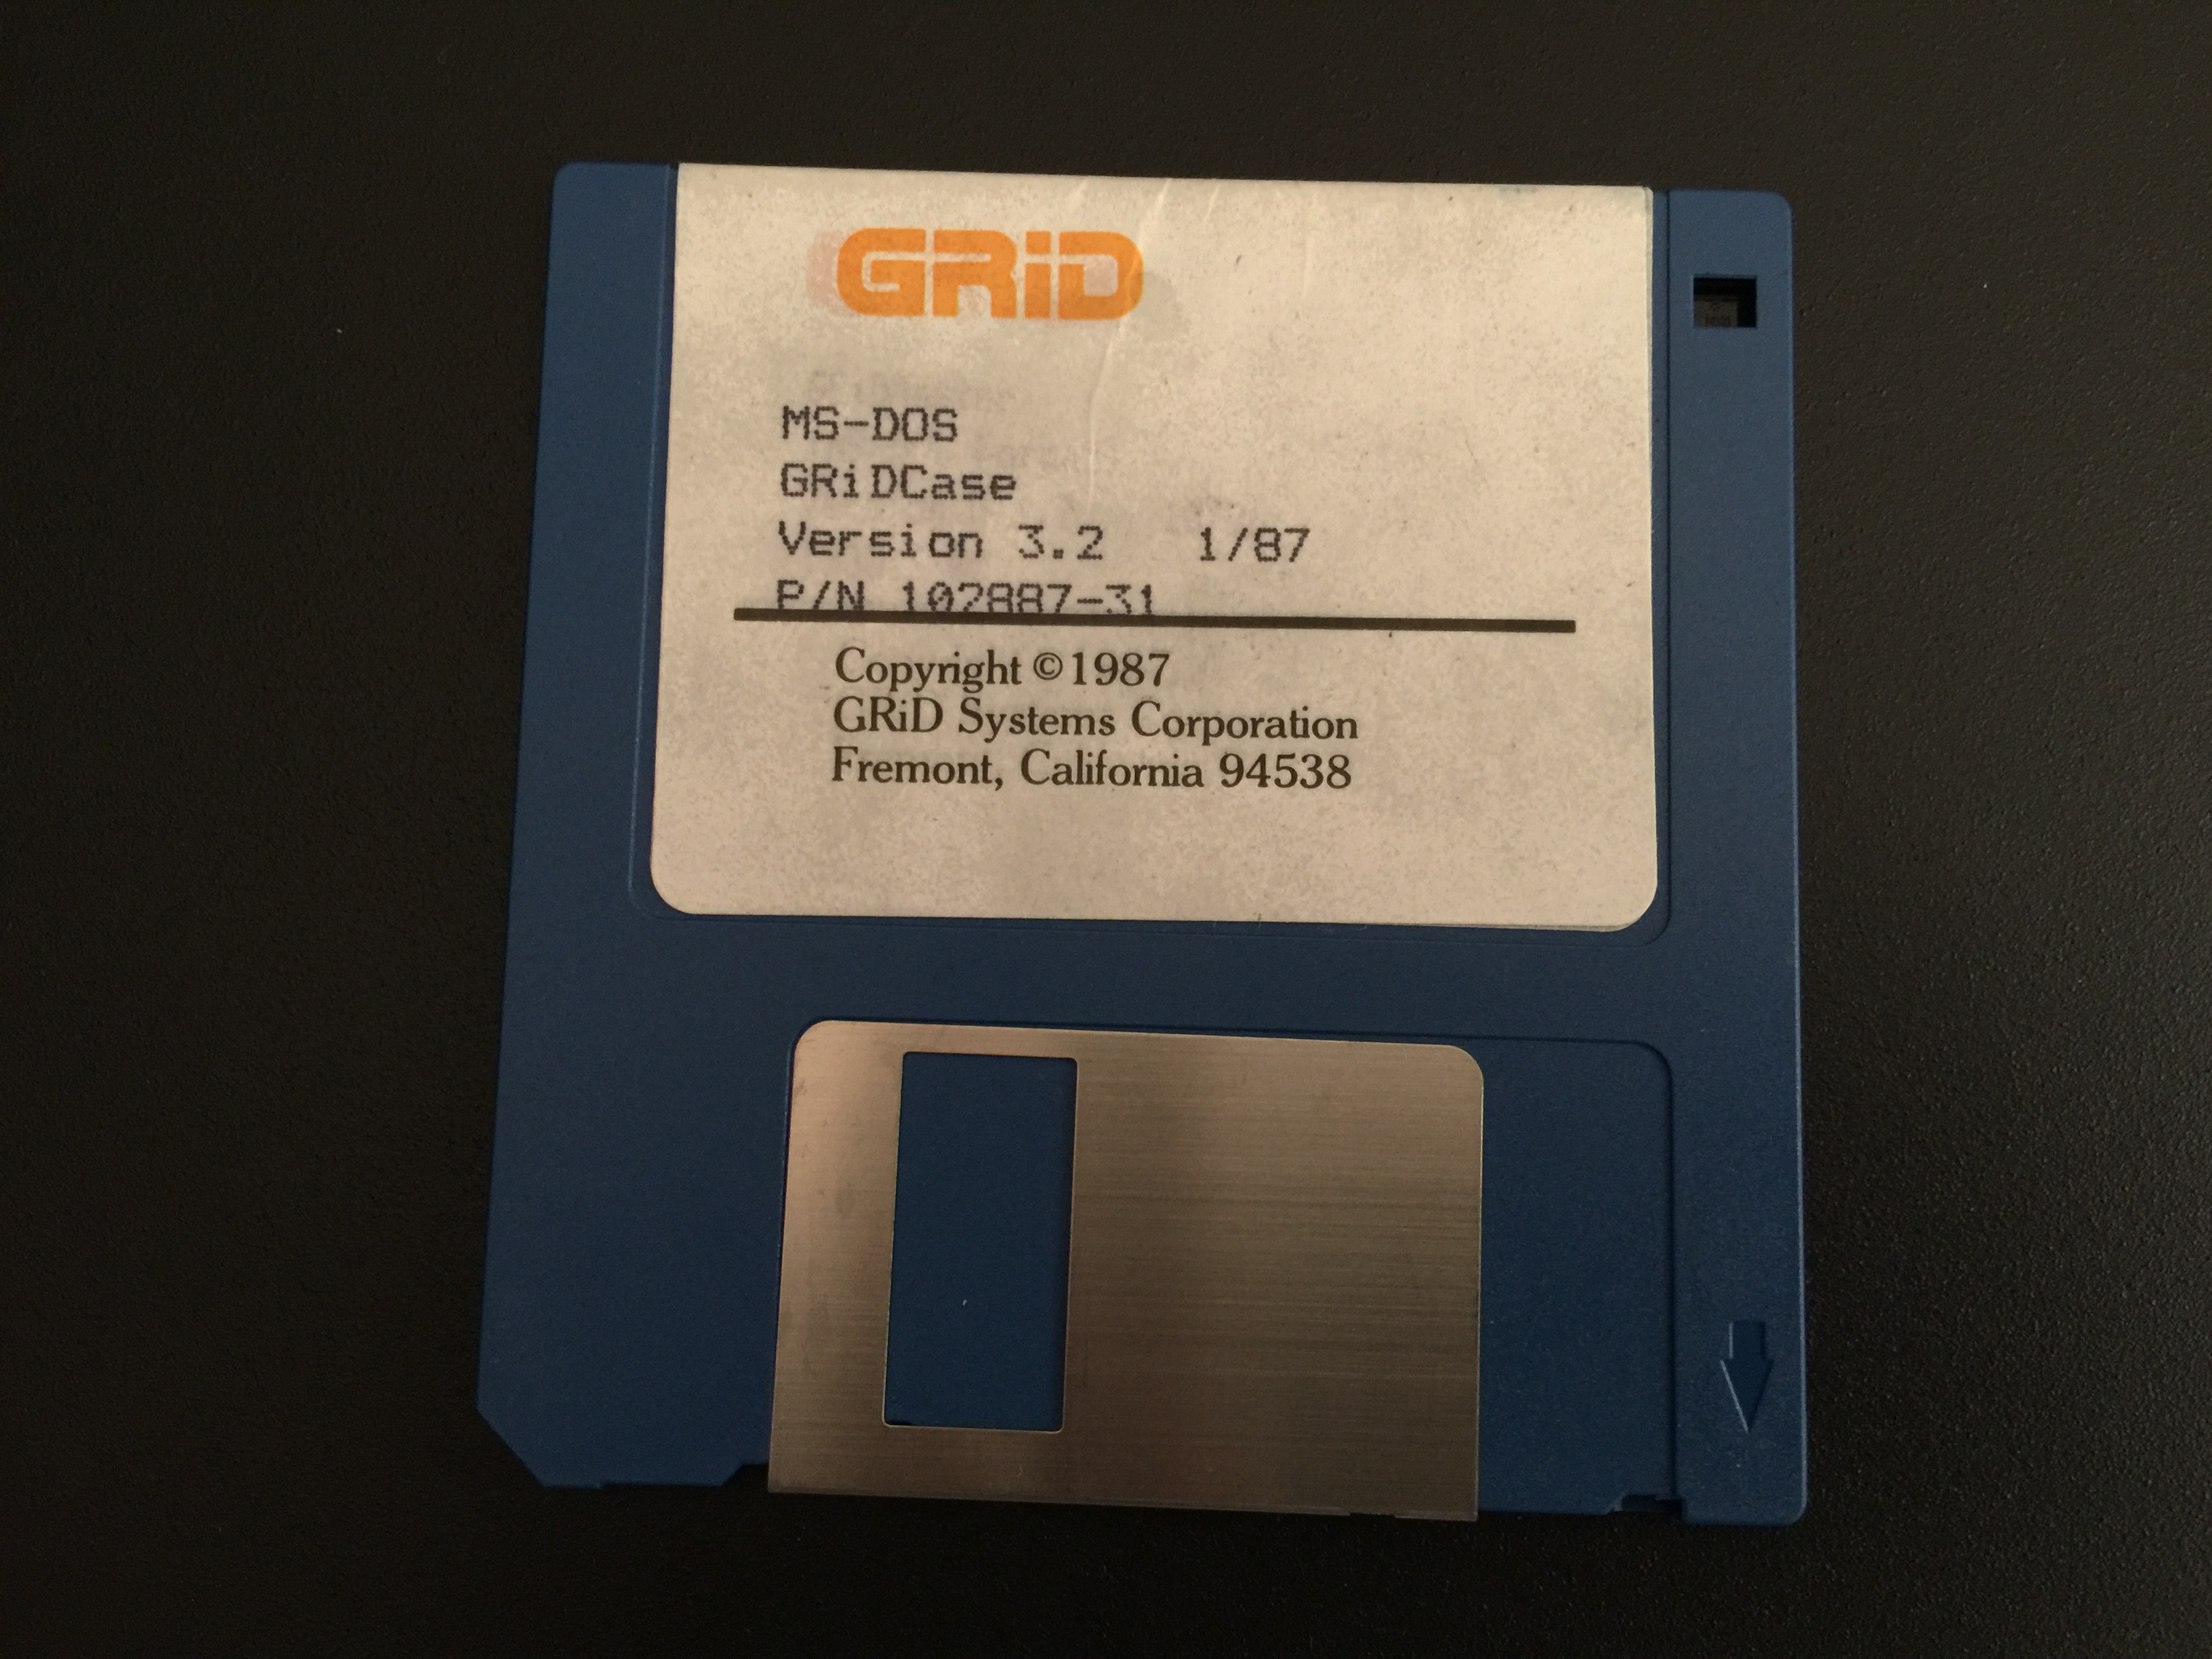 GRiD
MS-DOS
GRiDCase
Version 3.2 1/87
P/N 102887-31
Copyright ©1987
GRiD Systems Corporation
Fremont, California 94538